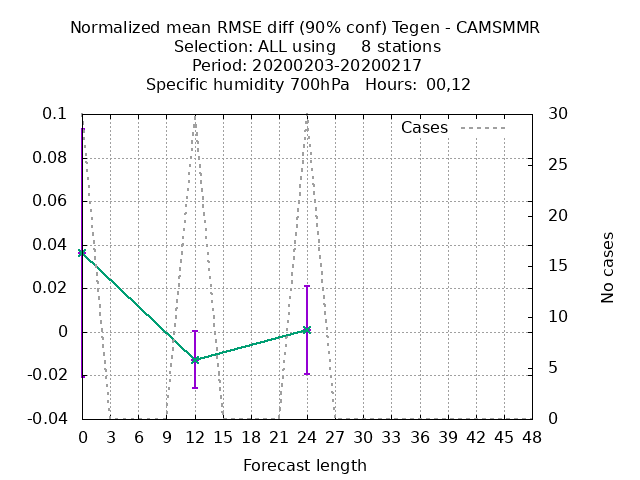 Normalized mean RMSE diff (90% conf) Tegen - CAMSMMR
Selection: ALL using     8 stations
Period: 20200203-20200217
Specific humidity 700hPa   Hours:  00,12
Cases
0.1
0.08
0.06
0.04
0.02
0
-0.02
-0.04
30
25
20
15
10
5
0
No cases
0 3 6 9 12 15 18 21 24 27 30 33 36 39 42 45 48
Forecast length